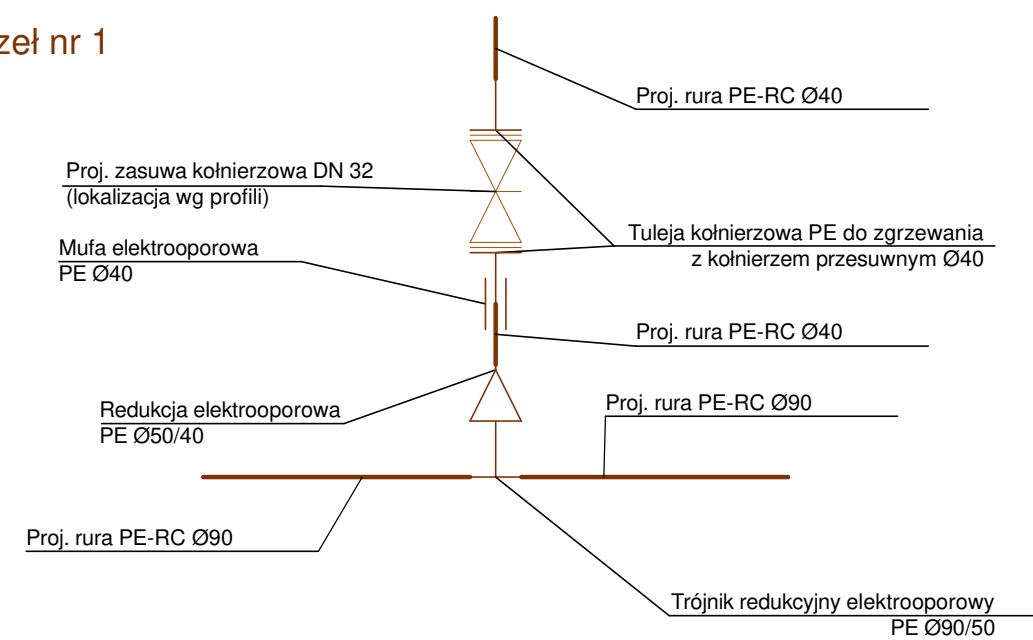 zeł nr 1
Proj. rura PE-RC Ø40
Proj. zasuwa kołnierzowa DN 32
(lokalizacja wg profili)
Tuleja kołnierzowa PE do zgrzewania
z kołnierzem przesuwnym Ø40
Mufa elektrooporowa
PE Ø40
Proj. rura PE-RC Ø40
Redukcja elektrooporowa
PE Ø50/40
Proj. rura PE-RC Ø90
Proj. rura PE-RC Ø90
Trójnik redukcyjny elektrooporowy
PE Ø90/50